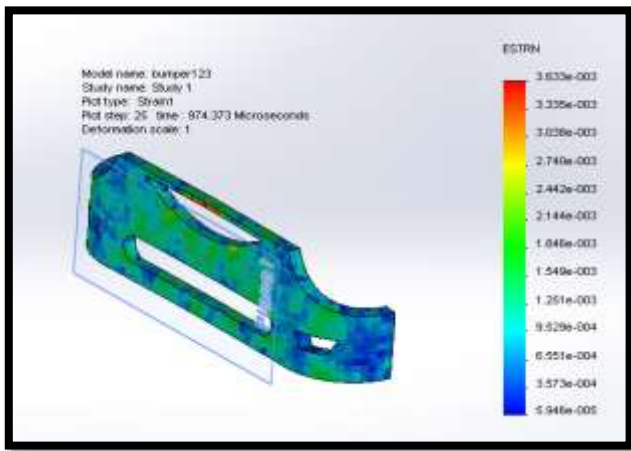 Model name: bumper123
Study name: Study 1
Plot type: Strain1
Plot step: 25 time : 974.373 Microseconds
Deformation scale: 1
ESTRN
3.633e-003
3.335e-003
3.038e-003
2.740e-003
2.442e-003
2.144e-003
1.846e-003
1.549e-003
1.251e-003
9.529e-004
6.551e-004
3.573e-004
5.946e-005